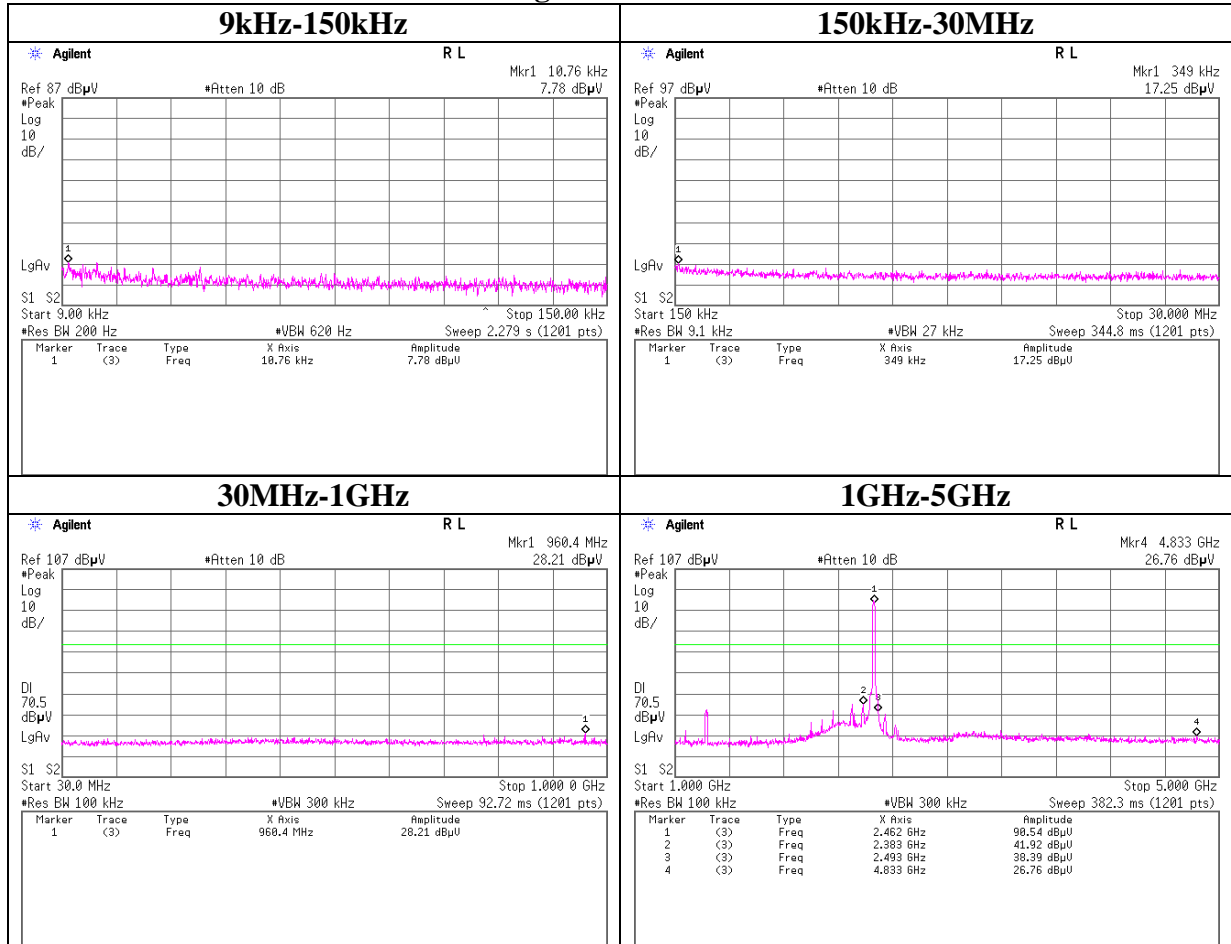 9kHz-150kHz
Agilent R L
Mkr1 10.76 kHz
Ref 87 dBµV #Atten 10 dB 7.78 dBµV
#Peak
Log
10
dB/
1
LgAv
S1 S2
Start 9.00 kHz ^ Stop 150.00 kHz
#Res BW 200 Hz #VBW 620 Hz Sweep 2.279 s (1201 pts)
Marker Trace Type X Axis Amplitude
1 (3) Freq 10.76 kHz 7.78 dBµV
150kHz-30MHz
Agilent R L
Mkr1 349 kHz
Ref 97 dBµV #Atten 10 dB 17.25 dBµV
#Peak
Log
10
dB/
1
LgAv
S1 S2
Start 150 kHz Stop 30.000 MHz
#Res BW 9.1 kHz #VBW 27 kHz Sweep 344.8 ms (1201 pts)
Marker Trace Type X Axis Amplitude
1 (3) Freq 349 kHz 17.25 dBµV
30MHz-1GHz
Agilent R L
Mkr1 960.4 MHz
Ref 107 dBµV #Atten 10 dB 28.21 dBµV
#Peak
Log
10
dB/
DI
70.5
dBµV
1
LgAv
S1 S2
Start 30.0 MHz Stop 1.000 0 GHz
#Res BW 100 kHz #VBW 300 kHz Sweep 92.72 ms (1201 pts)
Marker Trace Type X Axis Amplitude
1 (3) Freq 960.4 MHz 28.21 dBµV
1GHz-5GHz
Agilent R L
Mkr4 4.833 GHz
Ref 107 dBµV #Atten 10 dB 26.76 dBµV
#Peak
Log
10
dB/
1
DI
70.5
dBµV
2
3
4
LgAv
S1 S2
Start 1.000 GHz Stop 5.000 GHz
#Res BW 100 kHz #VBW 300 kHz Sweep 382.3 ms (1201 pts)
Marker Trace Type X Axis Amplitude
1 (3) Freq 2.462 GHz 90.54 dBµV
2 (3) Freq 2.383 GHz 41.92 dBµV
3 (3) Freq 2.493 GHz 38.39 dBµV
4 (3) Freq 4.833 GHz 26.76 dBµV